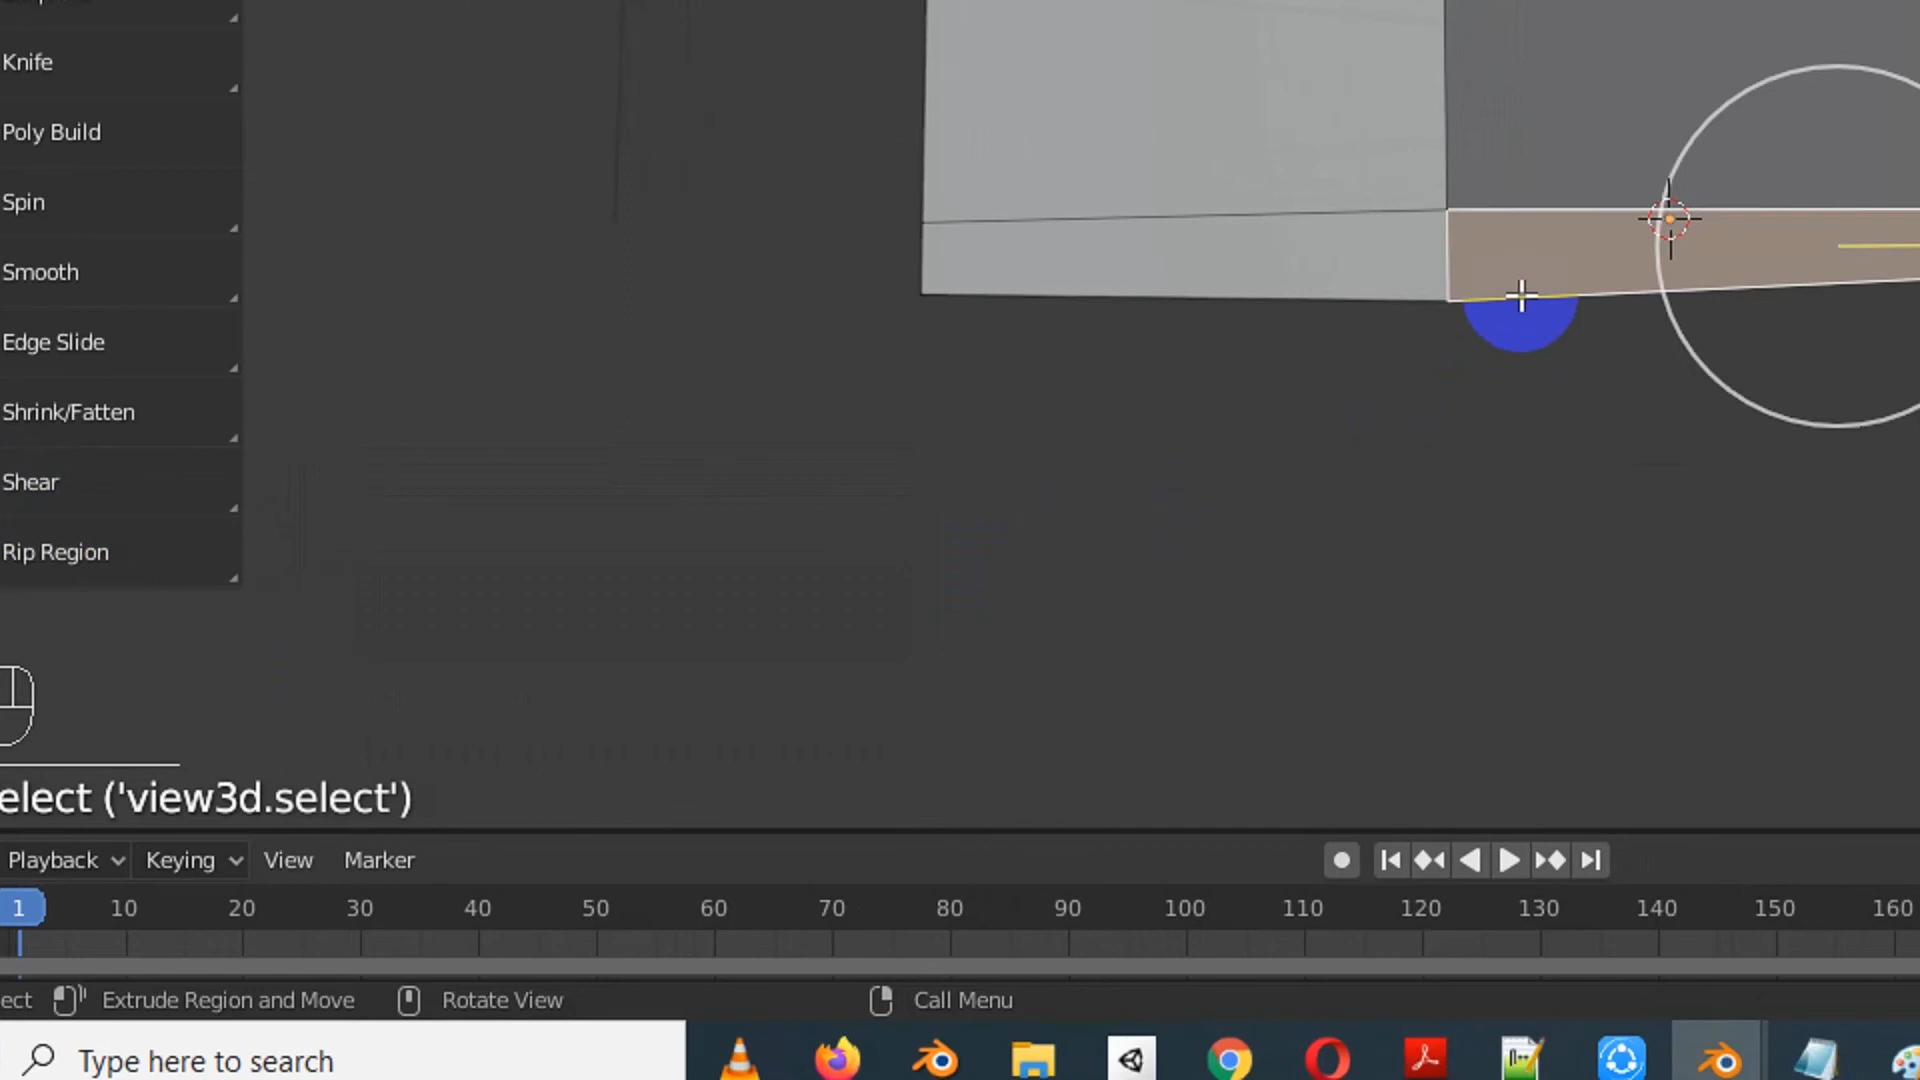 Knife
Poly Build
Spin
Smooth
Edge Slide
Shrink/Fatten
Shear
Rip Region
elect ('view3d.select')
Playback Keying View Marker
1 10 20 30 40 50 60 70 80 90 100 110 120 130 140 150 160
ect Extrude Region and Move Rotate View Call Menu
Type here to search